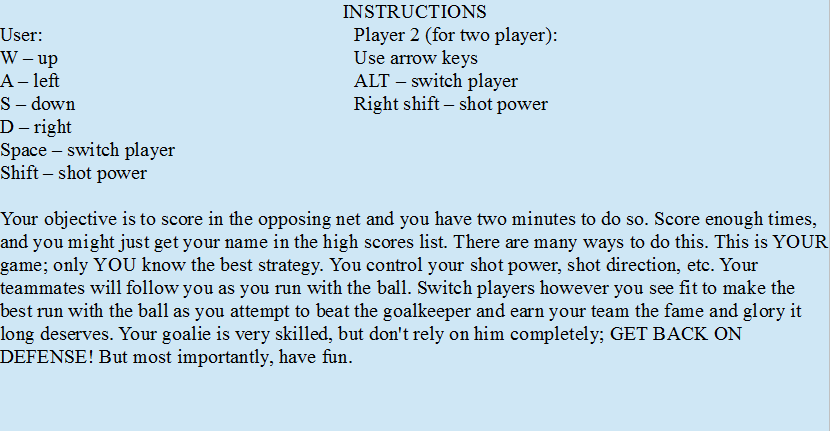 INSTRUCTIONS
User: Player 2 (for two player):
W – up Use arrow keys
A – left ALT – switch player
S – down Right shift – shot power
D – right
Space – switch player
Shift – shot power
Your objective is to score in the opposing net and you have two minutes to do so. Score enough times,
and you might just get your name in the high scores list. There are many ways to do this. This is YOUR
game; only YOU know the best strategy. You control your shot power, shot direction, etc. Your
teammates will follow you as you run with the ball. Switch players however you see fit to make the
best run with the ball as you attempt to beat the goalkeeper and earn your team the fame and glory it
long deserves. Your goalie is very skilled, but don't rely on him completely; GET BACK ON
DEFENSE! But most importantly, have fun.